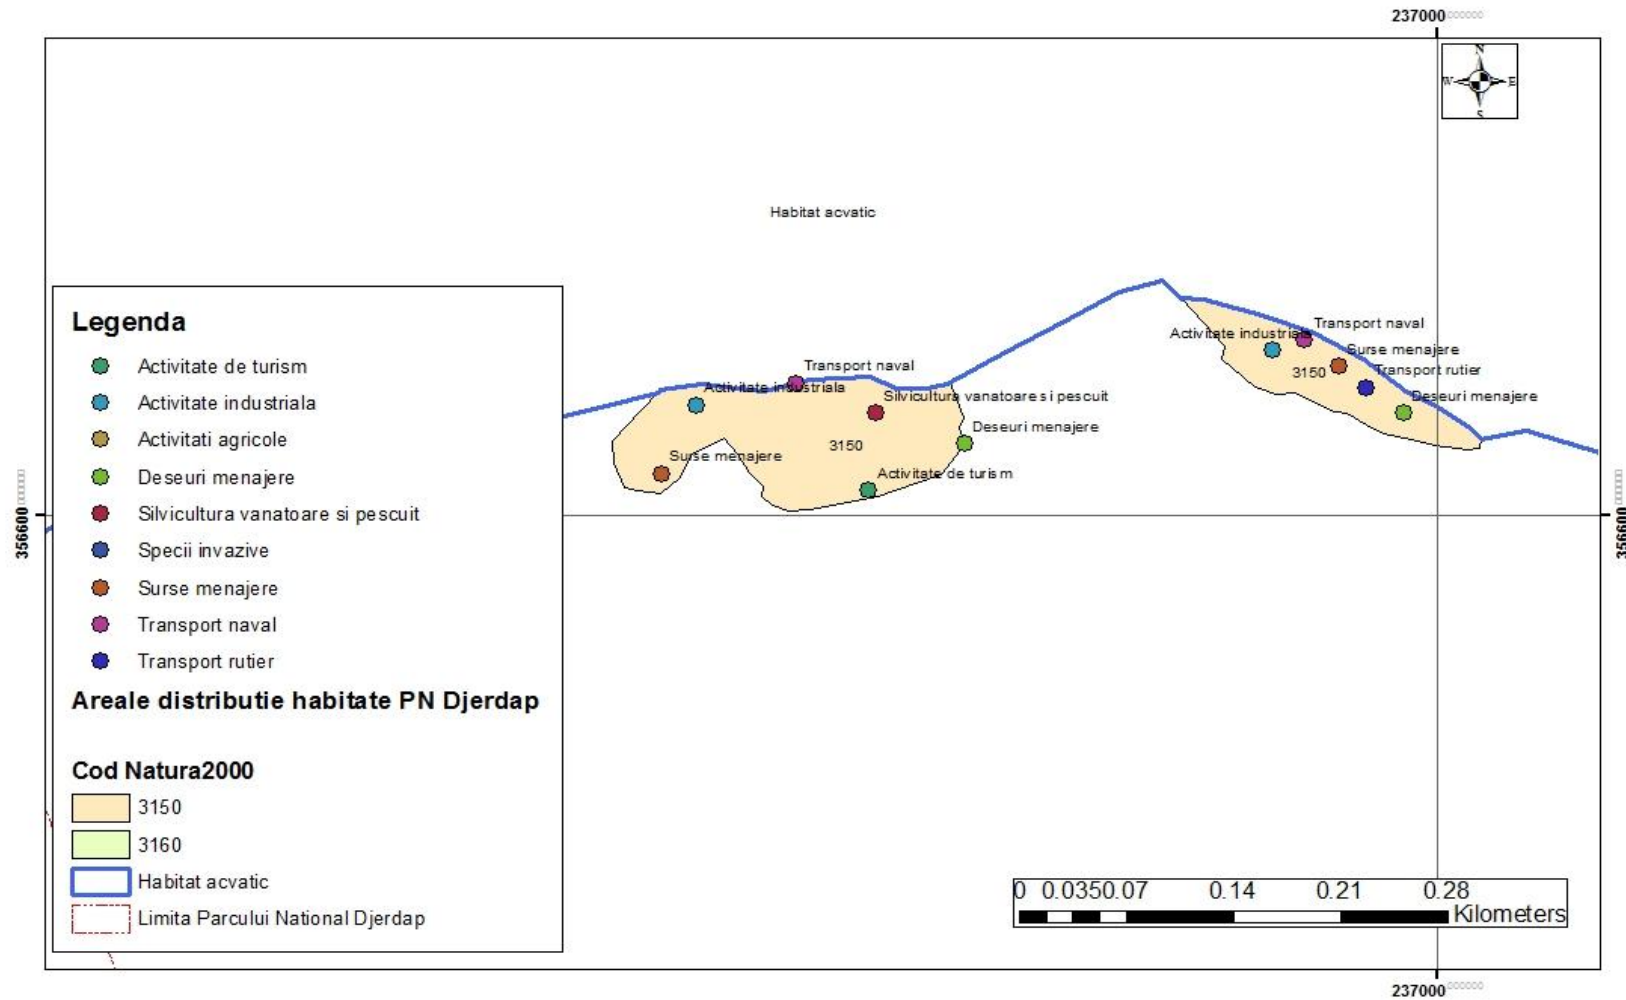 237000
N
W E
S
Habitat acvatic
Transport naval
Activitate industriala
Surse menajere
3150
Transport rutier
Deseuri menajere
Transport naval
Activitate industriala
Silvicultura vanatoare si pescuit
Deseuri menajere
3150
Surse menajere
Activitate de turism
356600
356600
Legenda
Activitate de turism
Activitate industriala
Activitati agricole
Deseuri menajere
Silvicultura vanatoare si pescuit
Specii invazive
Surse menajere
Transport naval
Transport rutier
Areale distributie habitate PN Djerdap
Cod Natura2000
3150
3160
Habitat acvatic
Limita Parcului National Djerdap
0 0.035 0.07 0.14 0.21 0.28
Kilometers
237000